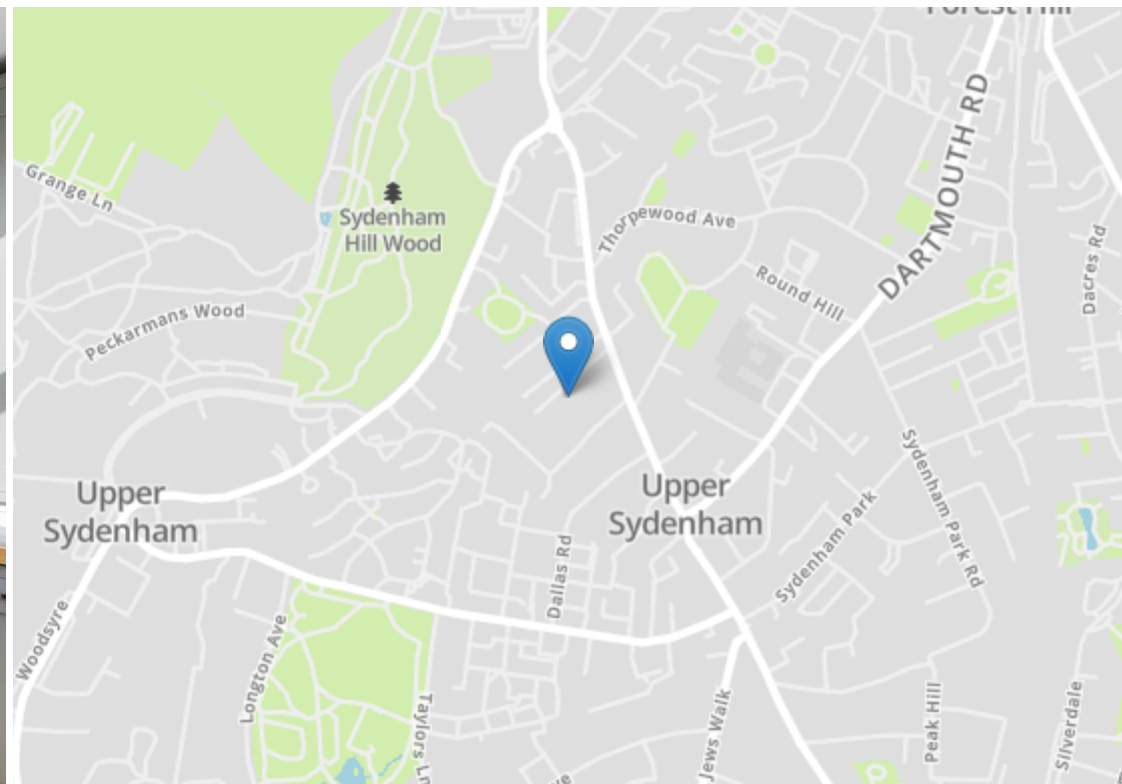 Forest Hill
DARTMOUTH RD
Grange Ln
Sydenham
Hill Wood
Thorpewood Ave
Round Hill
Dacres Rd
Peckarmans Wood
Upper
Sydenham
Upper
Sydenham
Sydenham Park
Sydenham Park Rd
Dallas Rd
Woodsyre
Longton Ave
Taylors Ln
Jews Walk
Peak Hill
Silverdale